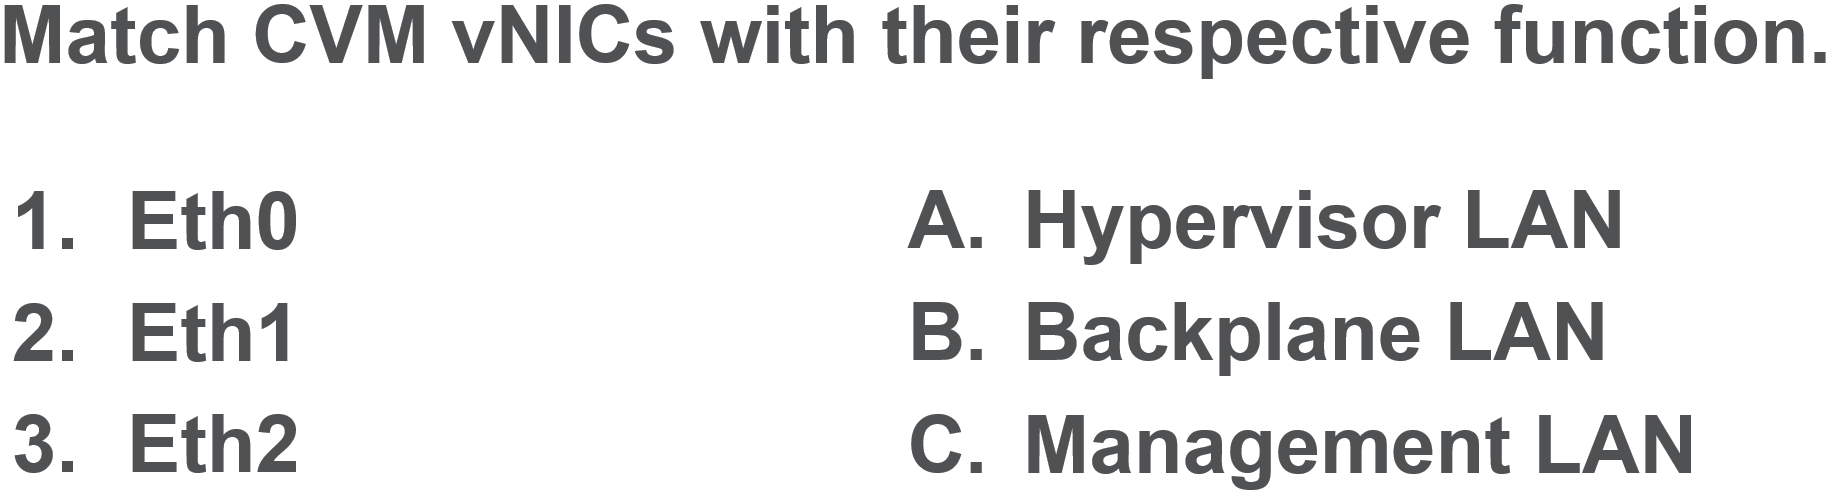 Match CVM vNICs with their respective function.
1. Eth0 A. Hypervisor LAN
2. Eth1 B. Backplane LAN
3. Eth2 C. Management LAN